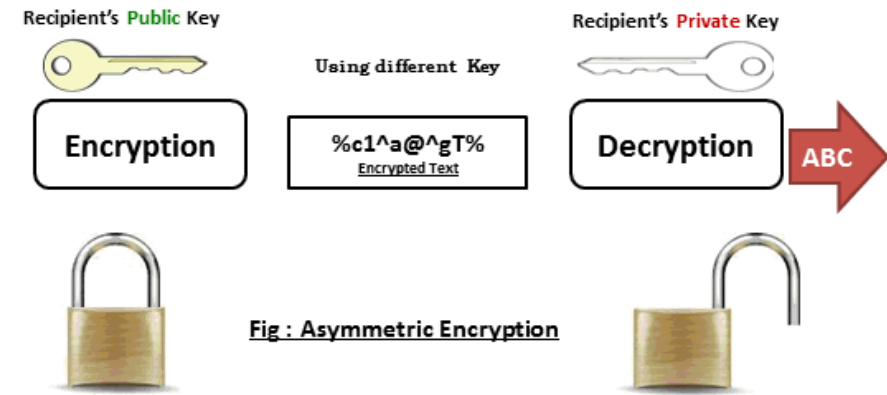 Recipient's Public Key
Recipient's Private Key
Using different Key
Encryption
%c1^a@^gT%
Encrypted Text
Decryption
ABC
Fig : Asymmetric Encryption